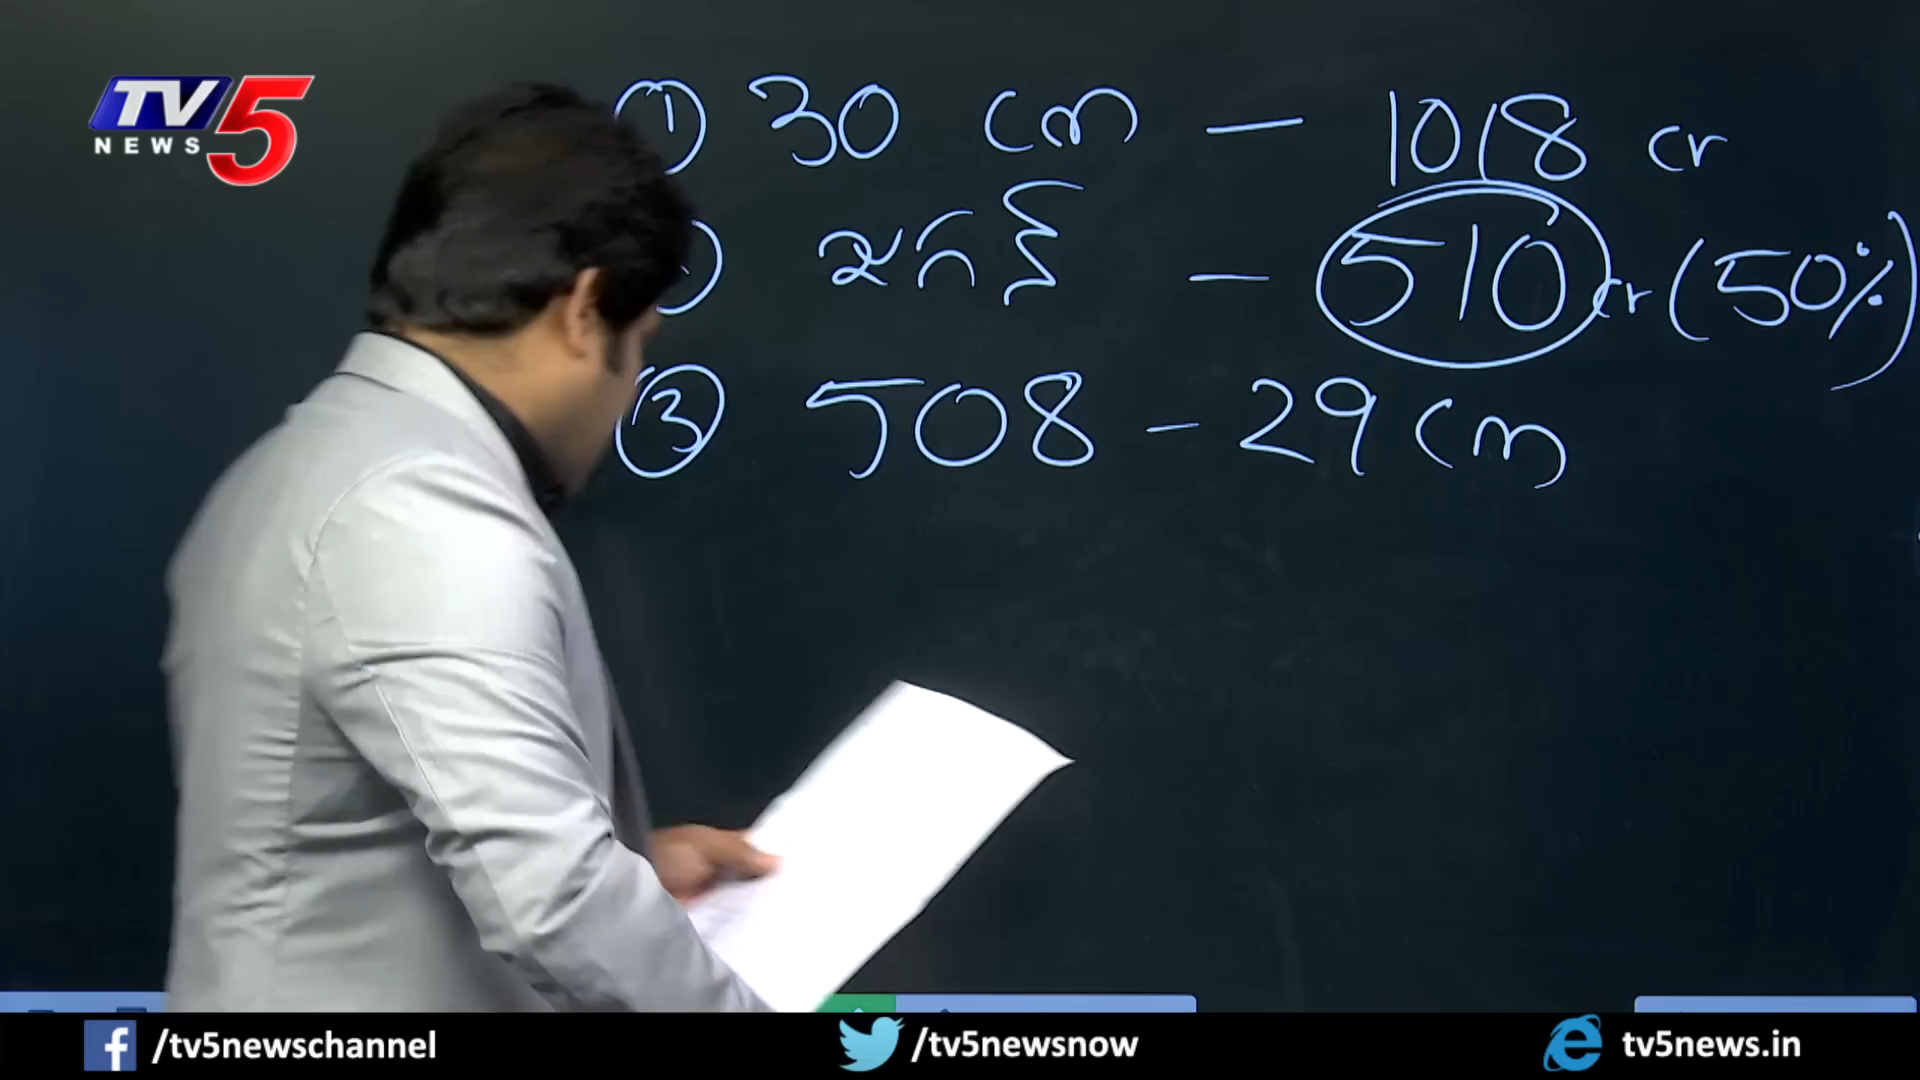 TV5
NEWS
① 30 cm - 1018 cr
జగన్ - 510 cr (50%)
③ 508 - 29 cm
/tv5newschannel
/tv5newsnow
tv5news.in